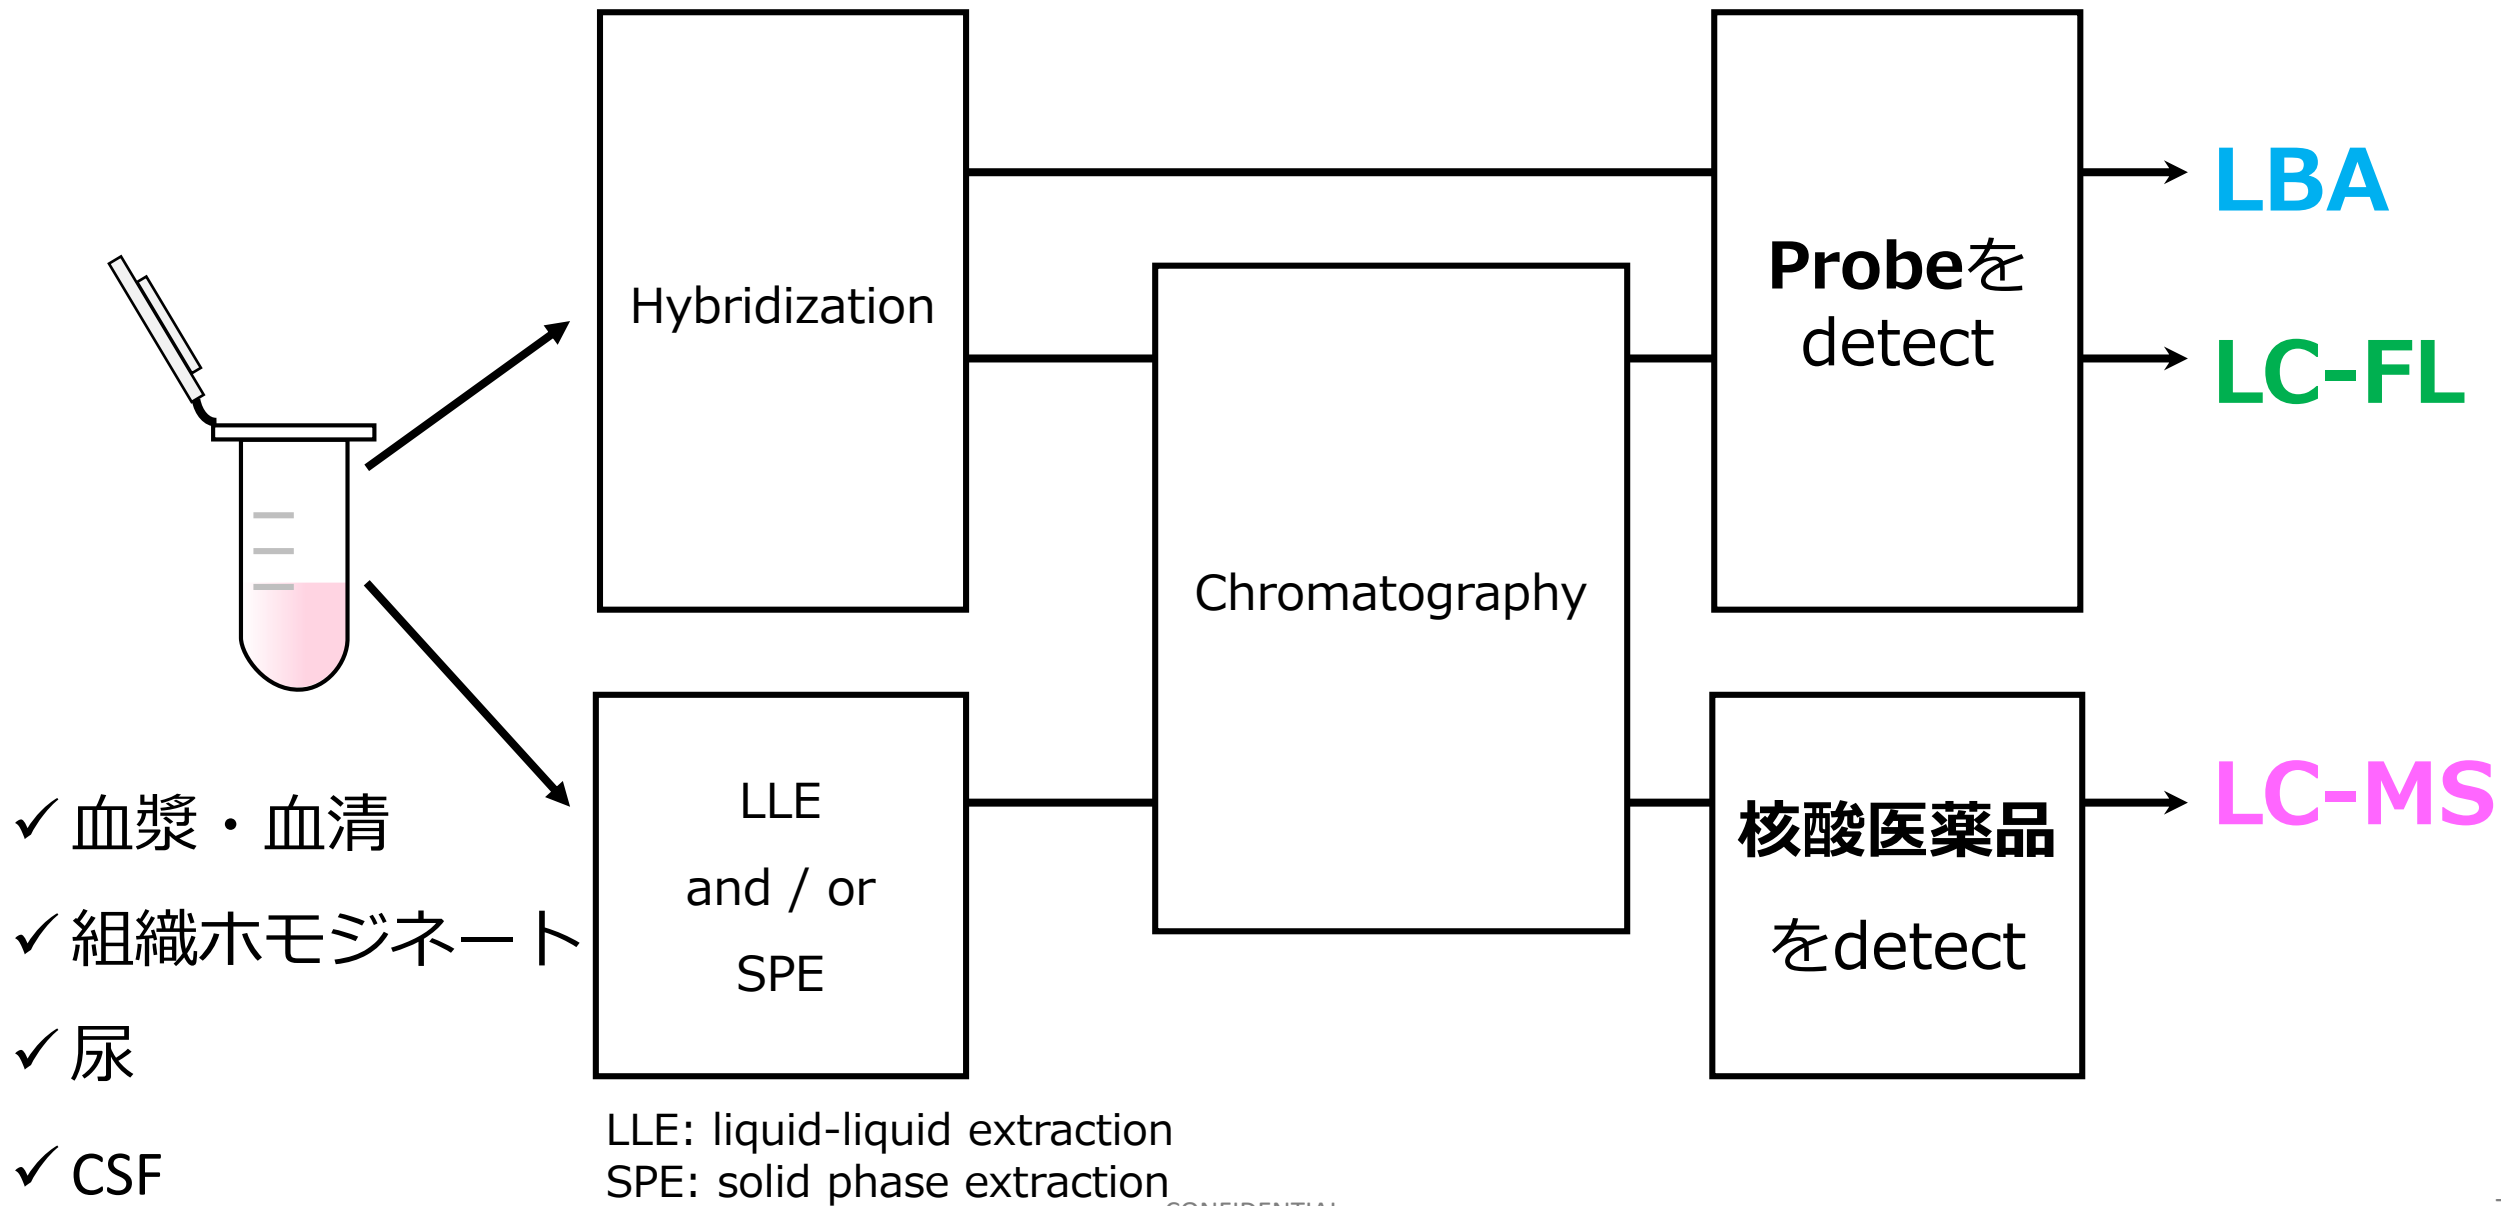 Hybridization
Chromatography
Probeを
detect
LBA
LC-FL
LC-MS
LLE
and / or
SPE
核酸医薬品
をdetect
✓ 血漿・血清
✓ 組織ホモジネート
✓ 尿
✓ CSF
LLE: liquid-liquid extraction
SPE: solid phase extraction
CONFIDENTIAL